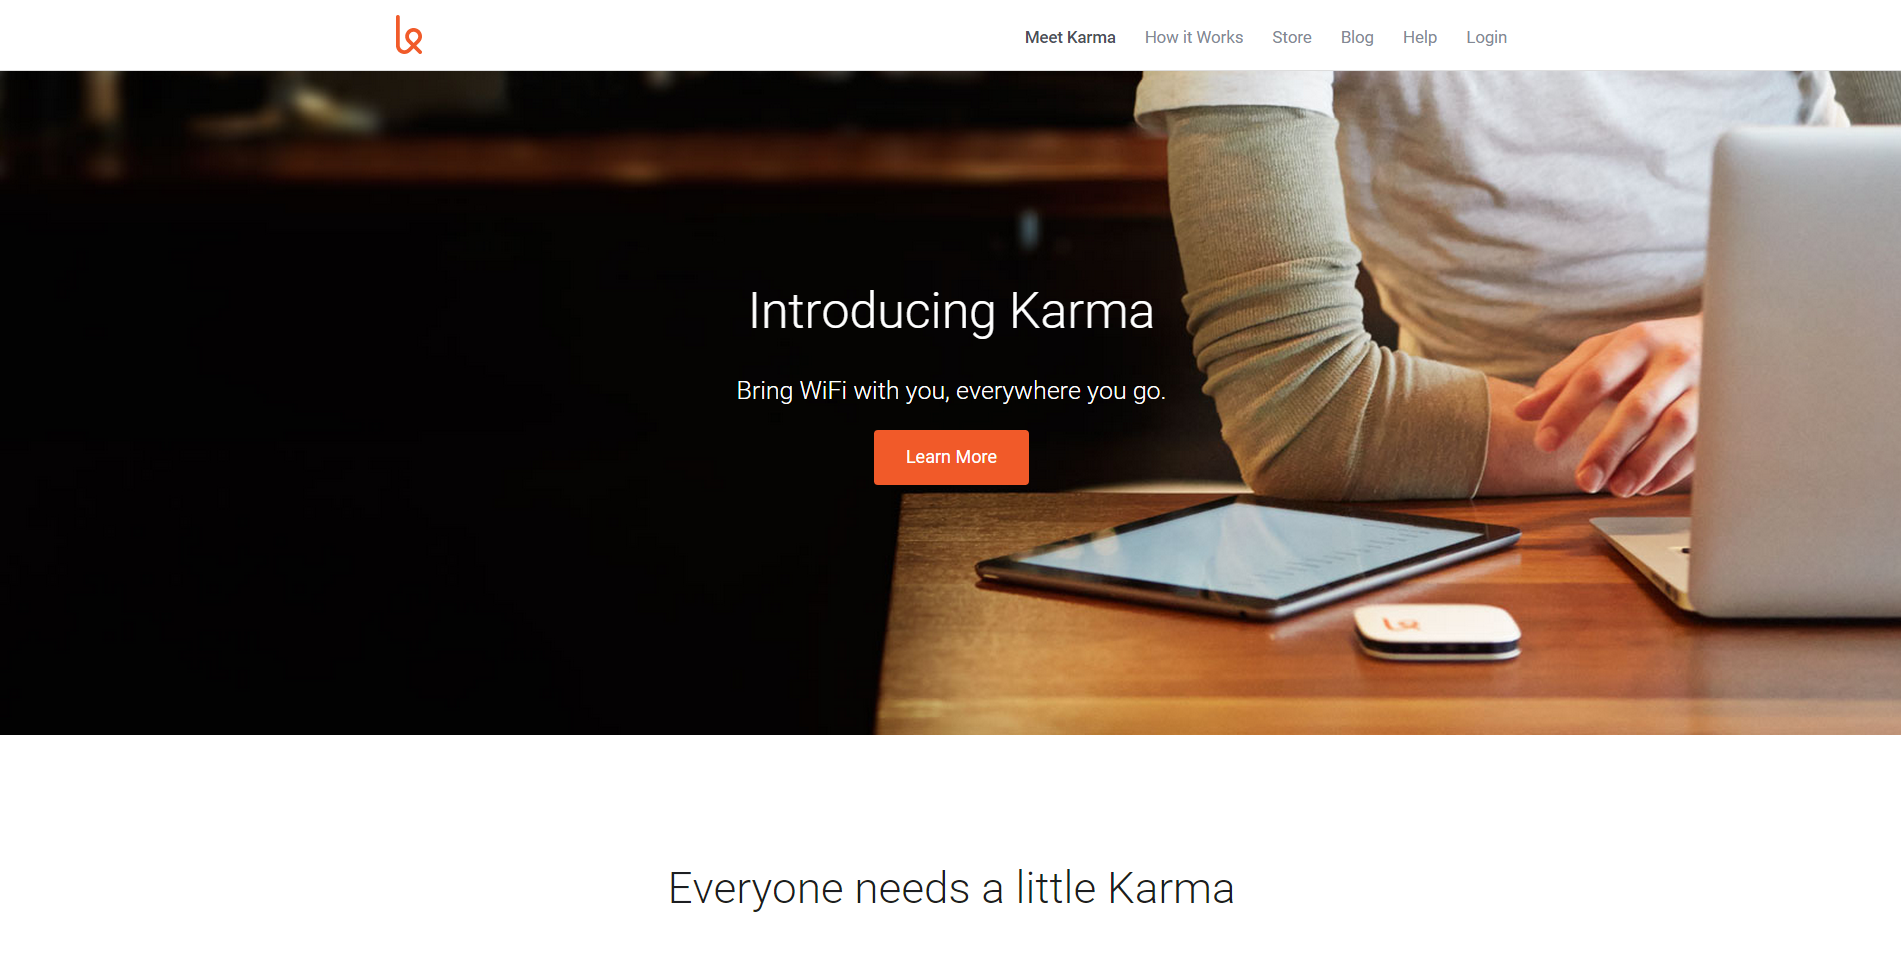 Meet Karma How it Works Store Blog Help Login
Introducing Karma
Bring WiFi with you, everywhere you go.
Learn More
Everyone needs a little Karma